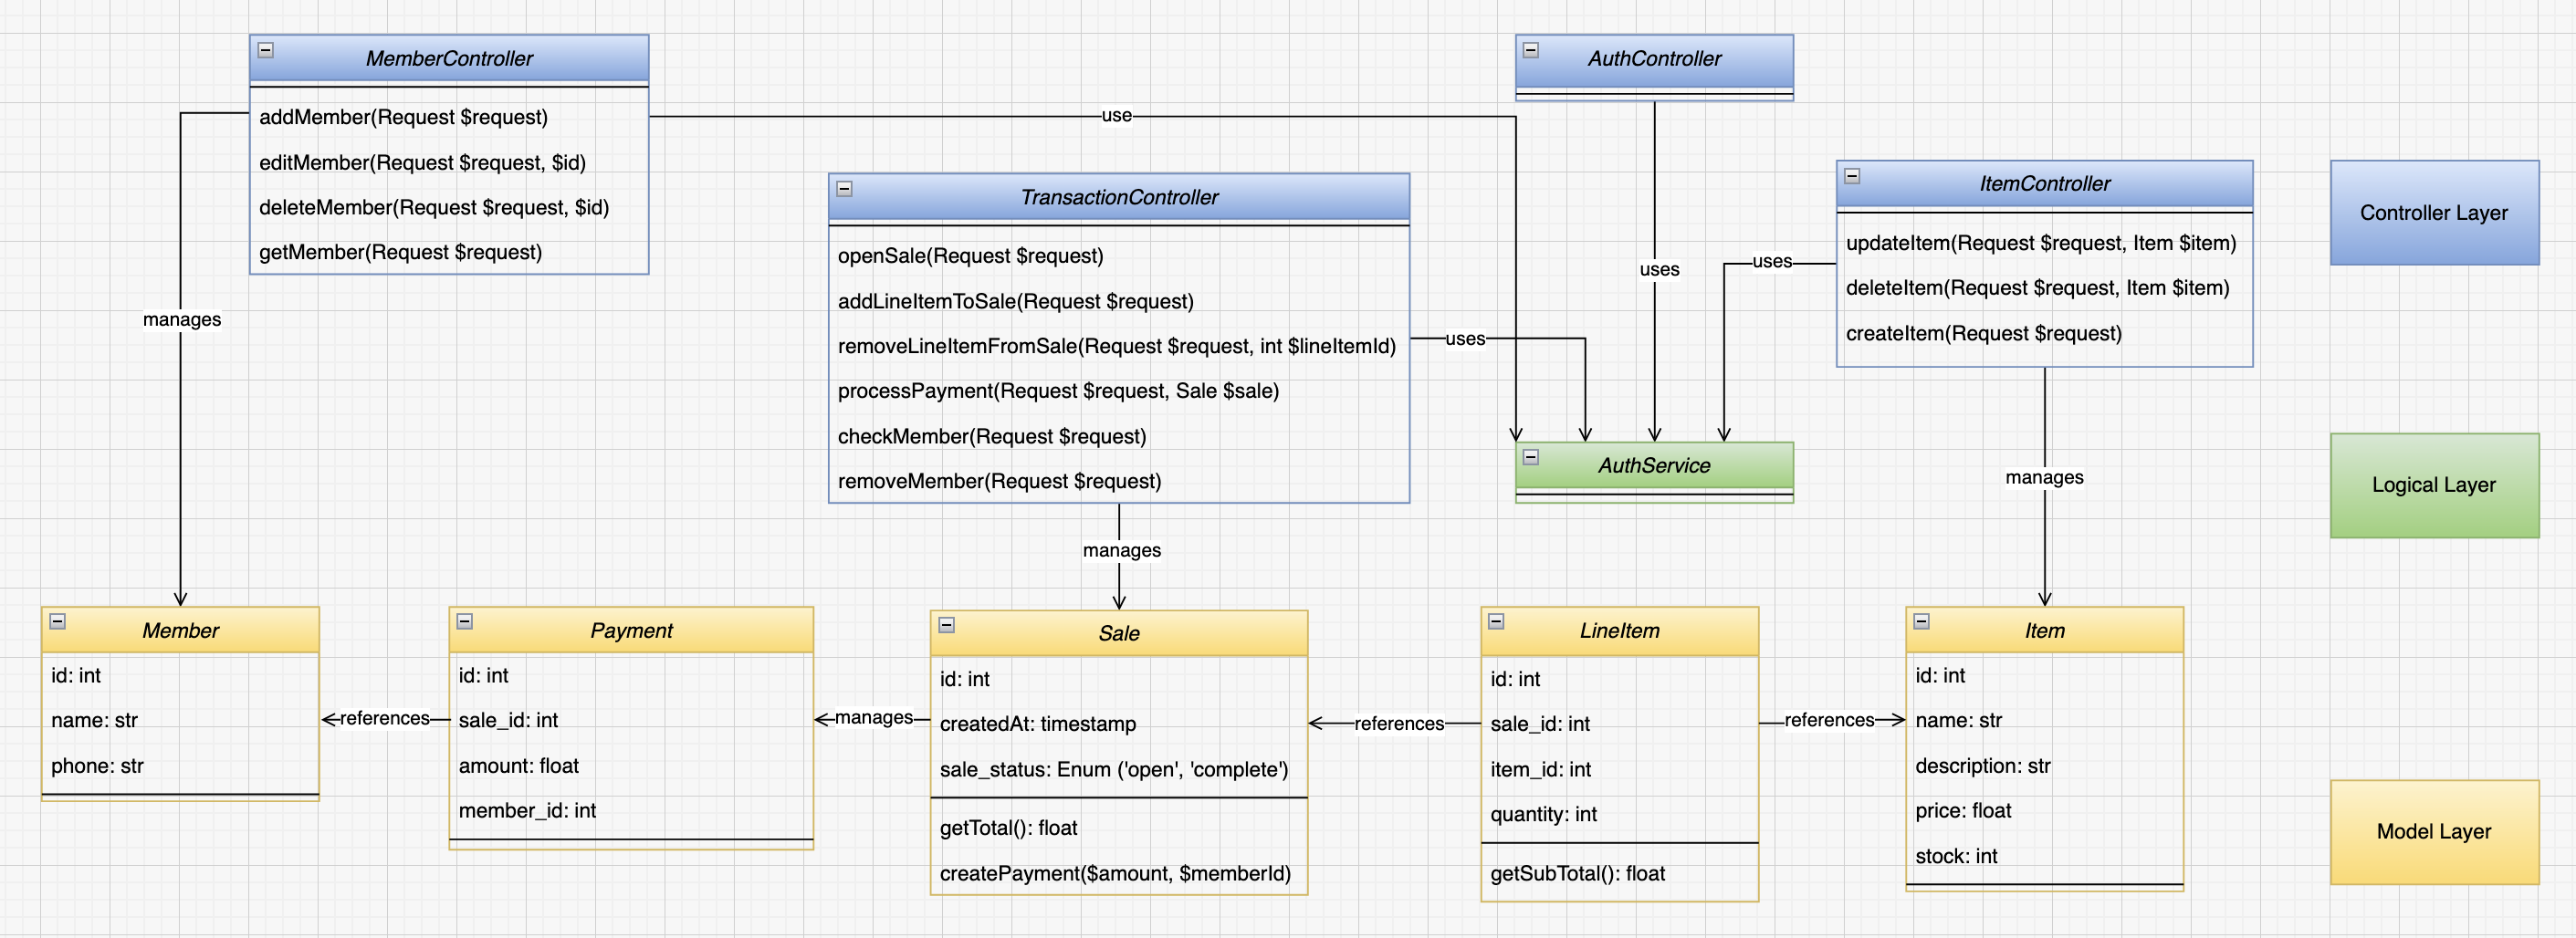 MemberController
addMember(Request $request)
editMember(Request $request, $id)
deleteMember(Request $request, $id)
getMember(Request $request)
AuthController
use
TransactionController
openSale(Request $request)
addLineItemToSale(Request $request)
removeLineItemFromSale(Request $request, int $lineItemId)
processPayment(Request $request, Sale $sale)
checkMember(Request $request)
removeMember(Request $request)
ItemController
updateItem(Request $request, Item $item)
deleteItem(Request $request, Item $item)
createItem(Request $request)
Controller Layer
uses
uses
uses
manages
AuthService
manages
manages
Logical Layer
Member
id: int
name: str
phone: str
references
Payment
id: int
sale_id: int
amount: float
member_id: int
manages
Sale
id: int
createdAt: timestamp
sale_status: Enum ('open', 'complete')
getTotal(): float
createPayment($amount, $memberId)
references
LineItem
id: int
sale_id: int
item_id: int
quantity: int
getSubTotal(): float
references
Item
id: int
name: str
description: str
price: float
stock: int
Model Layer